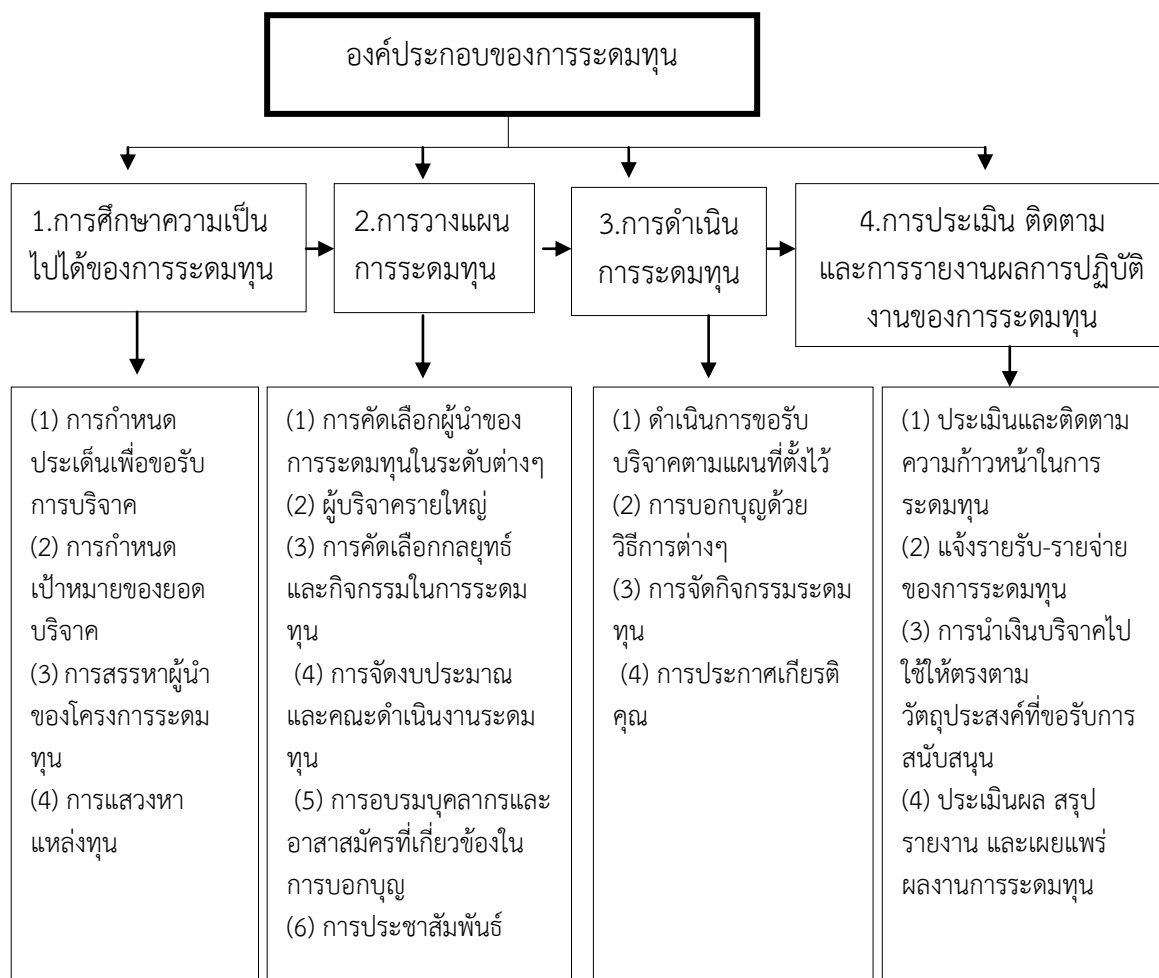 องค์ประกอบของการระดมทุน
1.การศึกษาความเป็น
ไปได้ของการระดมทุน
2.การวางแผน
การระดมทุน
3.การดำเนิน
การระดมทุน
4.การประเมิน ติดตาม
และการรายงานผลการปฏิบัติ
งานของการระดมทุน
(1) การกำหนด
ประเด็นเพื่อขอรับ
การบริจาค
(2) การกำหนด
เป้าหมายของยอด
บริจาค
(3) การสรรหาผู้นำ
ของโครงการระดม
ทุน
(4) การแสวงหา
แหล่งทุน
(1) การคัดเลือกผู้นำของ
การระดมทุนในระดับต่างๆ
(2) ผู้บริจาครายใหญ่
(3) การคัดเลือกกลยุทธ์
และกิจกรรมในการระดม
ทุน
(4) การจัดงบประมาณ
และคณะดำเนินงานระดม
ทุน
(5) การอบรมบุคลากรและ
อาสาสมัครที่เกี่ยวข้องใน
การบอกบุญ
(6) การประชาสัมพันธ์
(1) ดำเนินการขอรับ
บริจาคตามแผนที่ตั้งไว้
(2) การบอกบุญด้วย
วิธีการต่างๆ
(3) การจัดกิจกรรมระดม
ทุน
(4) การประกาศเกียรติ
คุณ
(1) ประเมินและติดตาม
ความก้าวหน้าในการ
ระดมทุน
(2) แจ้งรายรับ-รายจ่าย
ของการระดมทุน
(3) การนำเงินบริจาคไป
ใช้ให้ตรงตาม
วัตถุประสงค์ที่ขอรับการ
สนับสนุน
(4) ประเมินผล สรุป
รายงาน และเผยแพร่
ผลงานการระดมทุน